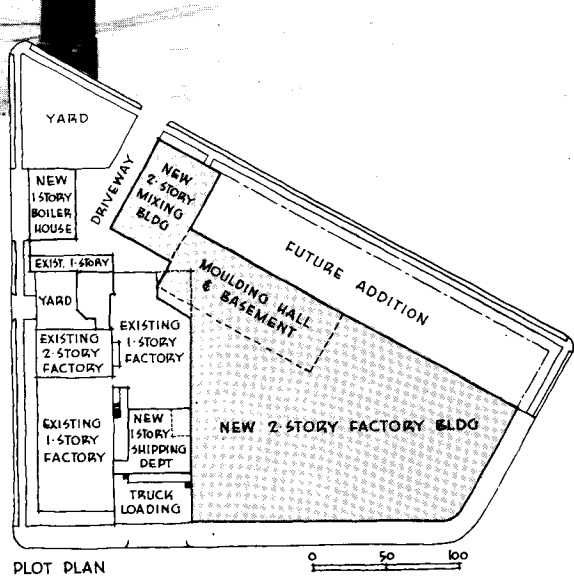 YARD
NEW
1 STORY
BOILER
HOUSE
DRIVEWAY
NEW
2·STORY
MIXING
BLDG
FUTURE ADDITION
EXIST. 1·STORY
MOULDING HALL
& BASEMENT
YARD
EXISTING
2·STORY
FACTORY
EXISTING
1·STORY
FACTORY
EXISTING
1·STORY
FACTORY
NEW
1 STORY
SHIPPING
DEPT
NEW 2·STORY FACTORY BLDG
TRUCK
LOADING
PLOT PLAN
0 50 100